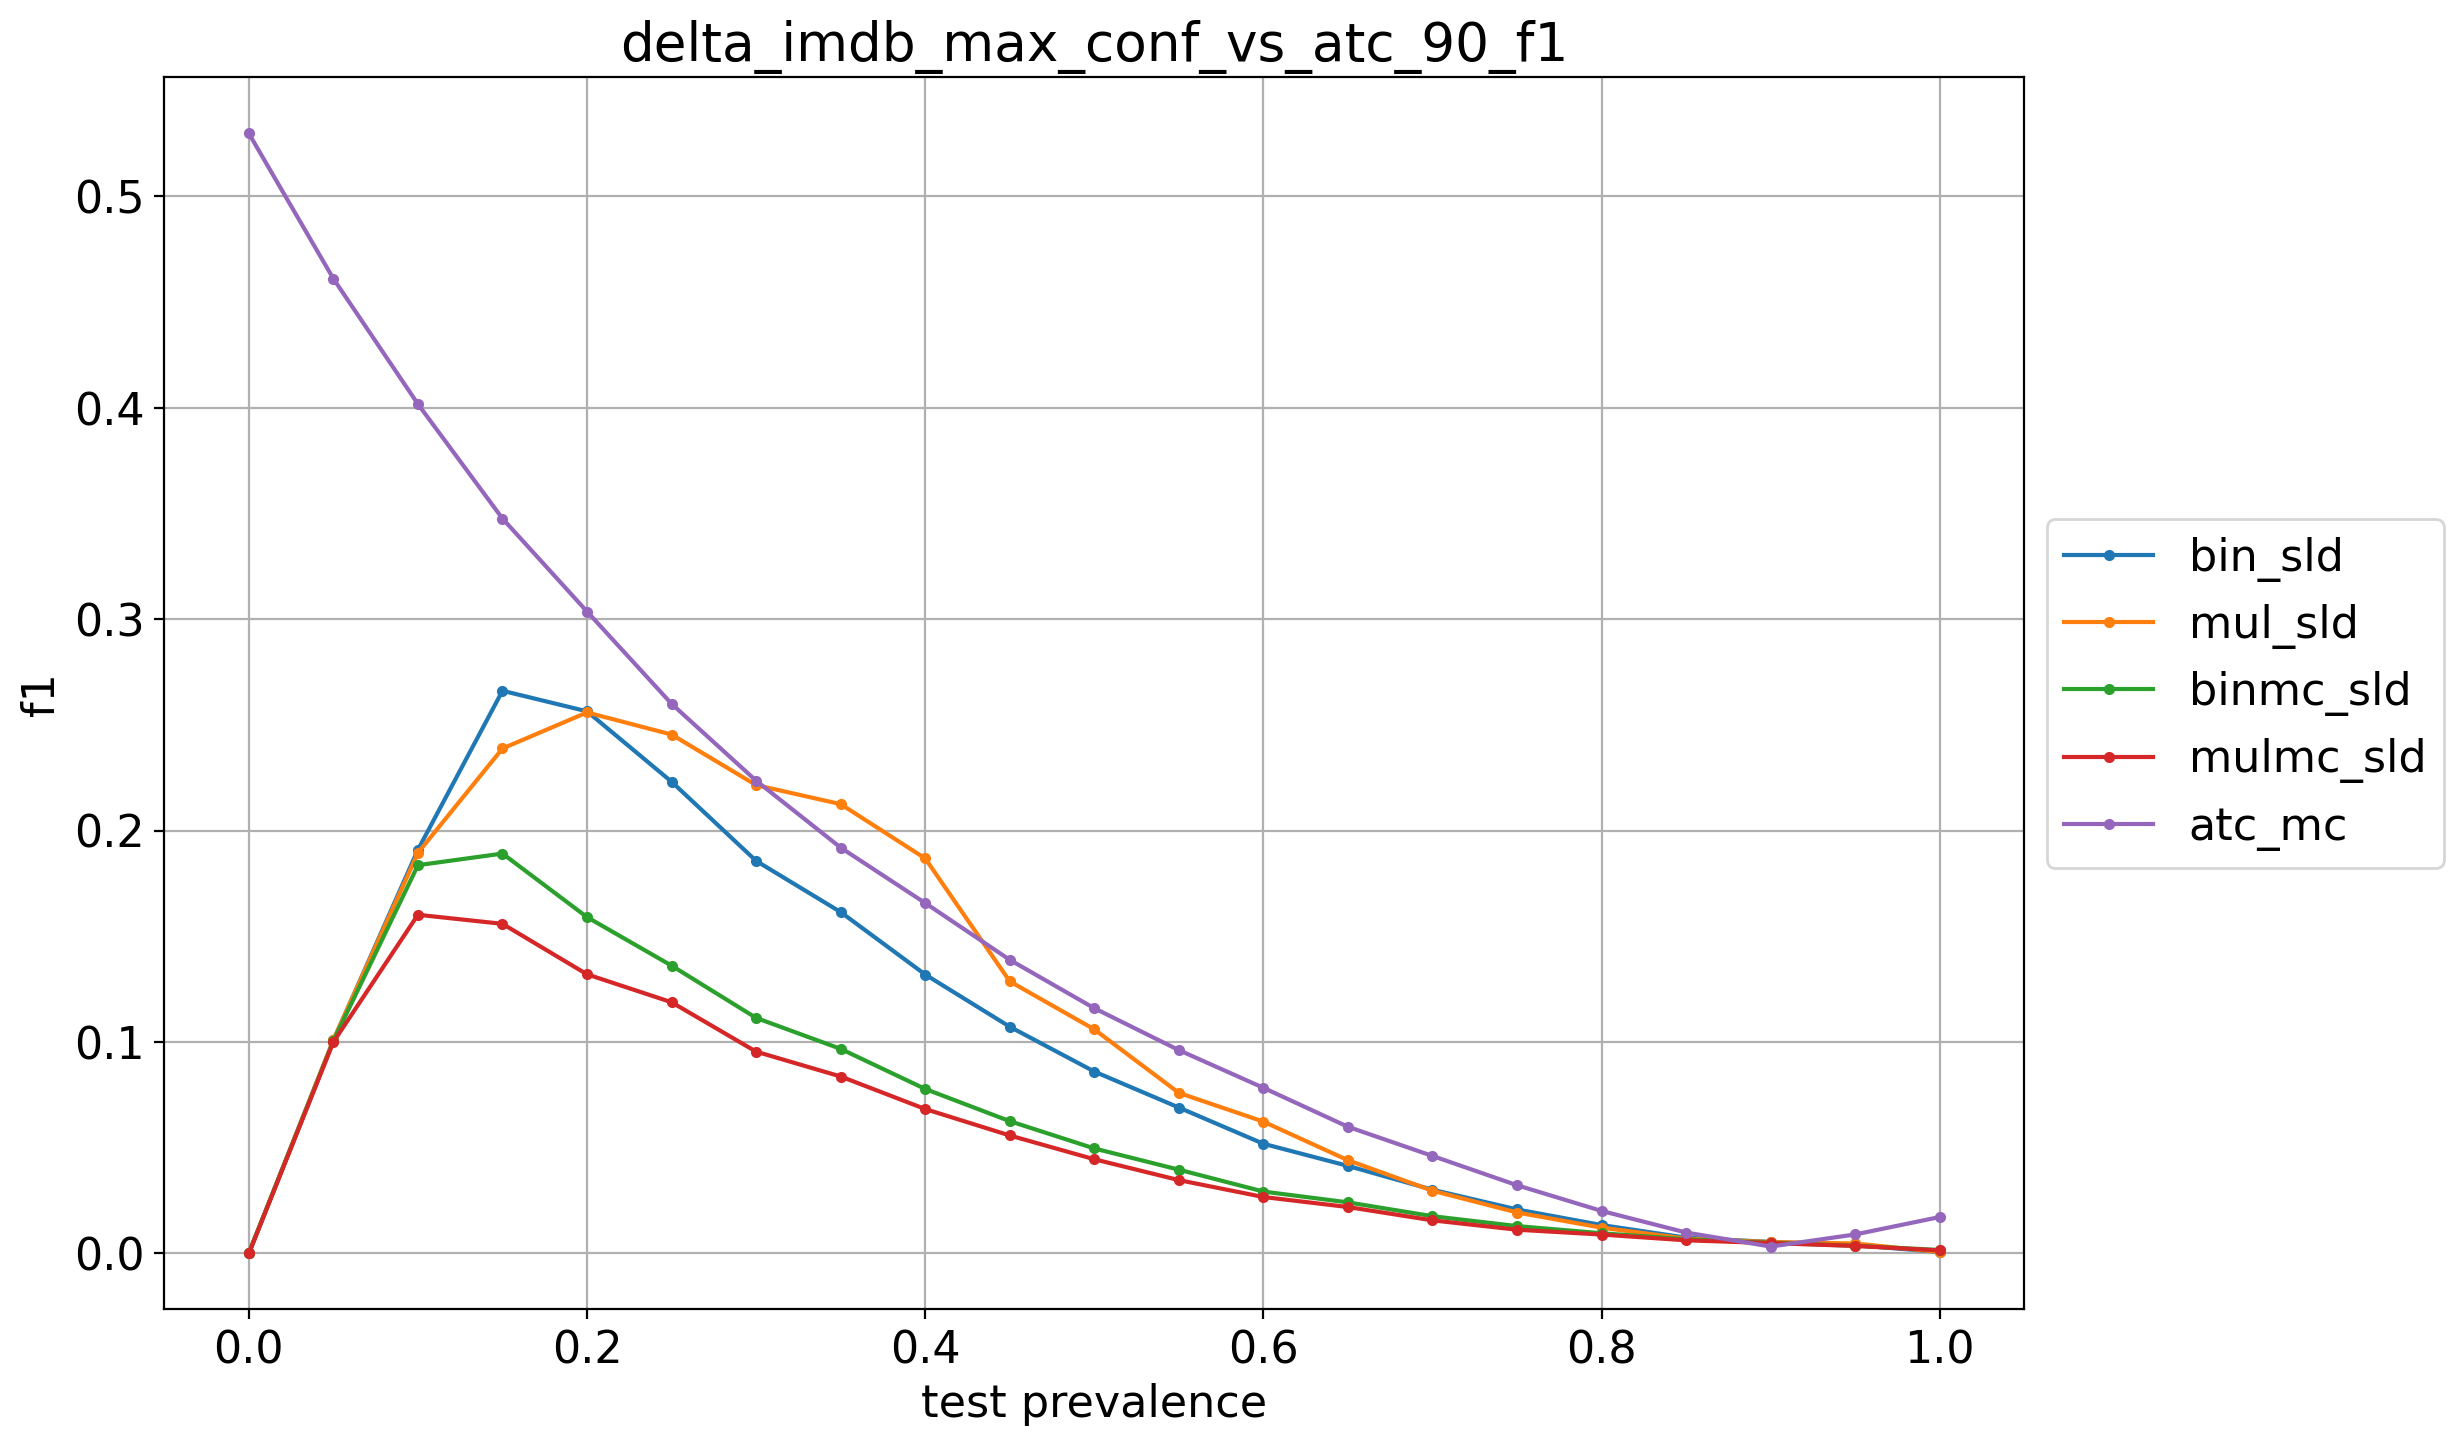 delta_imdb_max_conf_vs_atc_90_f1
f1
0.5
0.4
0.3
0.2
0.1
0.0
0.0 0.2 0.4 0.6 0.8 1.0
test prevalence
bin_sld
mul_sld
binmc_sld
mulmc_sld
atc_mc